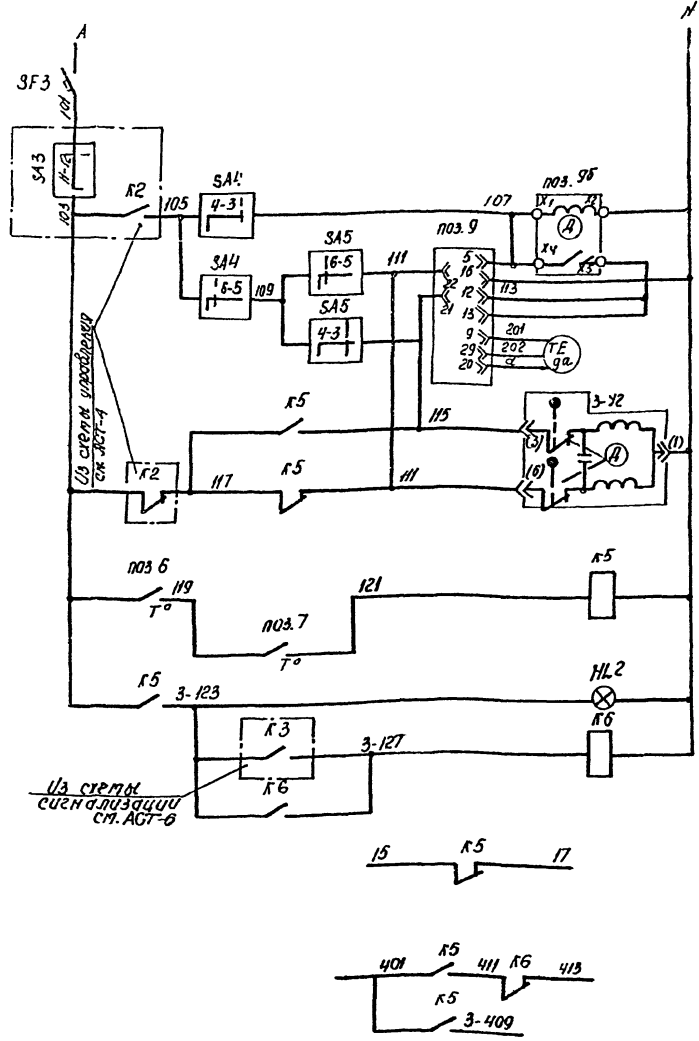 A
N
SF3
101
SA3
103
K2
105
SA4
4-3
107
поз. 9б
X1
X2
Д
X4
X3
SA4
6-5
109
SA5
6-5
111
SA5
4-3
поз. 9
5
16
22
12
21
13
9
29
20
113
201
202
TE
9а
Из схемы управления
см АСТ-4
K2
117
K5
115
K5
111
3-У2
(3)
(6)
Д
(1)
поз 6
T°
119
поз. 7
T°
121
K5
K5
3-123
HL2
K3
3-127
K6
K6
Из схемы
сигнализации
см. АСТ-6
15
K5
17
401
K5
411
K6
413
K5
3-409